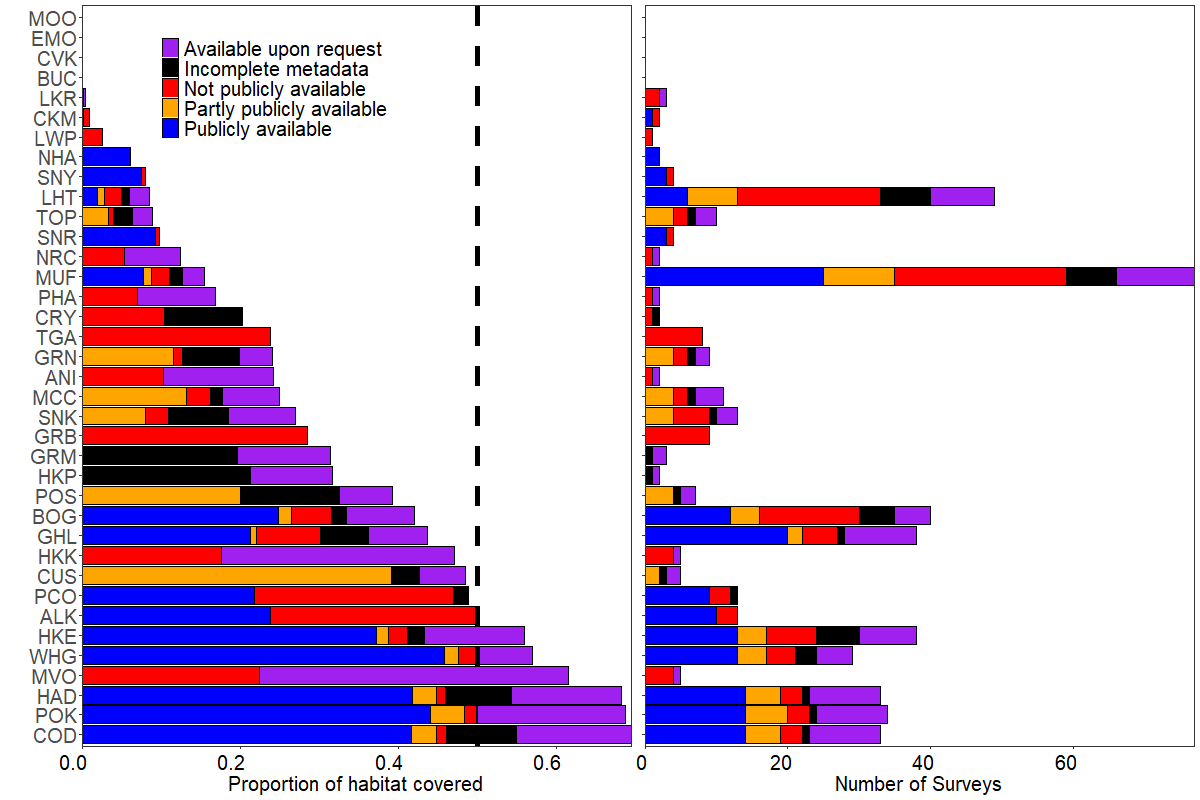 MOO
EMO
CVK
BUC
LKR
CKM
LWP
NHA
SNY
LHT
TOP
SNR
NRC
MUF
PHA
CRY
TGA
GRN
ANI
MCC
SNK
GRB
GRM
HKP
POS
BOG
GHL
HKK
CUS
PCO
ALK
HKE
WHG
MVO
HAD
POK
COD
Available upon request
Incomplete metadata
Not publicly available
Partly publicly available
Publicly available
0.0 0.2 0.4 0.6
Proportion of habitat covered
0 20 40 60
Number of Surveys